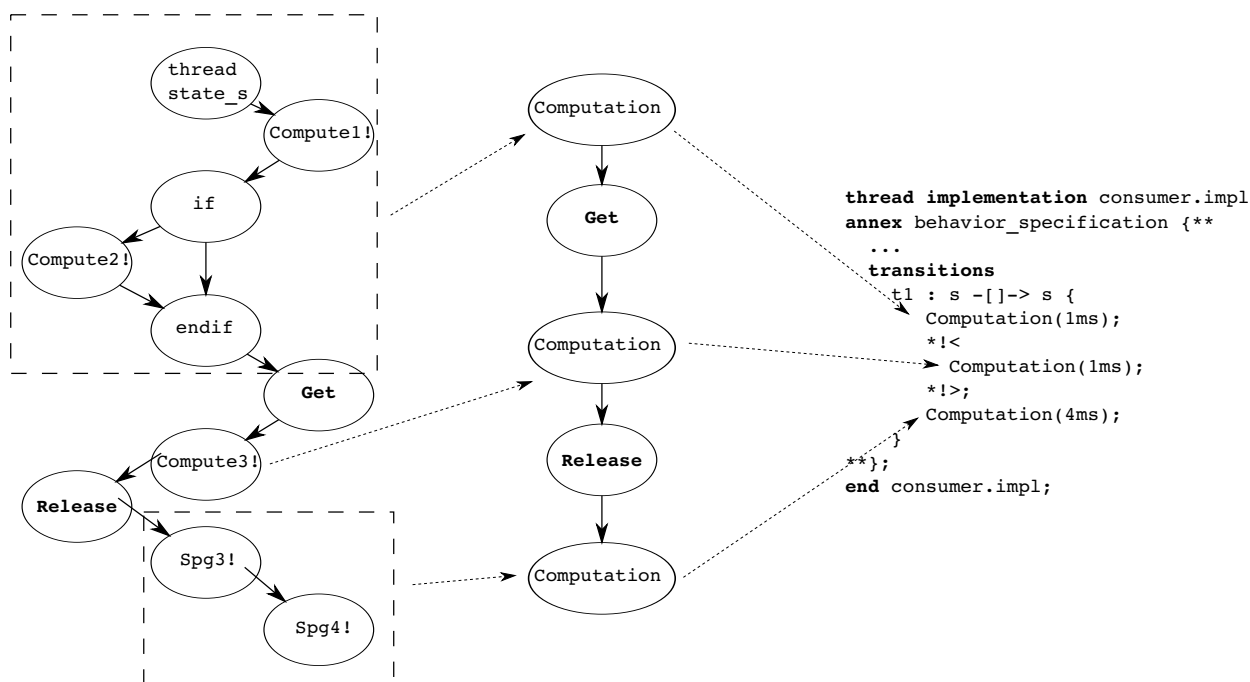 thread
state_s
Compute1!
if
Compute2!
endif
Get
Compute3!
Release
Spg3!
Spg4!
Computation
Get
Computation
Release
Computation
thread implementation consumer.impl
annex behavior_specification {**
...
transitions
t1 : s -[]-> s {
Computation(1ms);
*!<
Computation(1ms);
*!>;
Computation(4ms);
}
**};
end consumer.impl;